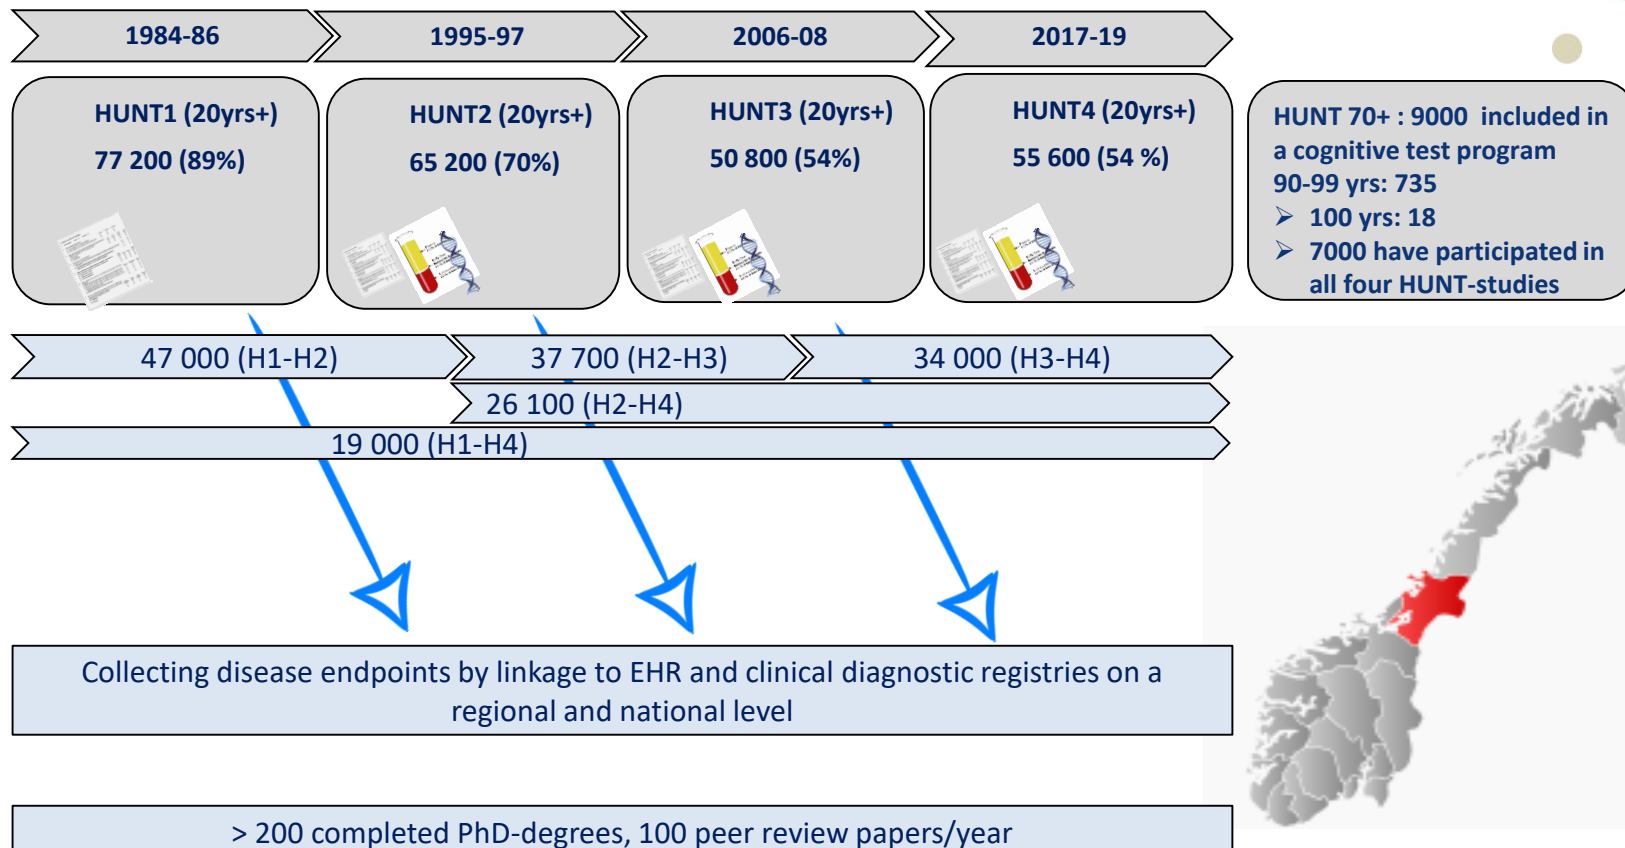 1984-86
1995-97
2006-08
2017-19
HUNT1 (20yrs+)
77 200 (89%)
HUNT2 (20yrs+)
65 200 (70%)
HUNT3 (20yrs+)
50 800 (54%)
HUNT4 (20yrs+)
55 600 (54 %)
HUNT 70+ : 9000 included in
a cognitive test program
90-99 yrs: 735
➢ 100 yrs: 18
➢ 7000 have participated in
all four HUNT-studies
47 000 (H1-H2)
37 700 (H2-H3)
34 000 (H3-H4)
26 100 (H2-H4)
19 000 (H1-H4)
Collecting disease endpoints by linkage to EHR and clinical diagnostic registries on a
regional and national level
> 200 completed PhD-degrees, 100 peer review papers/year